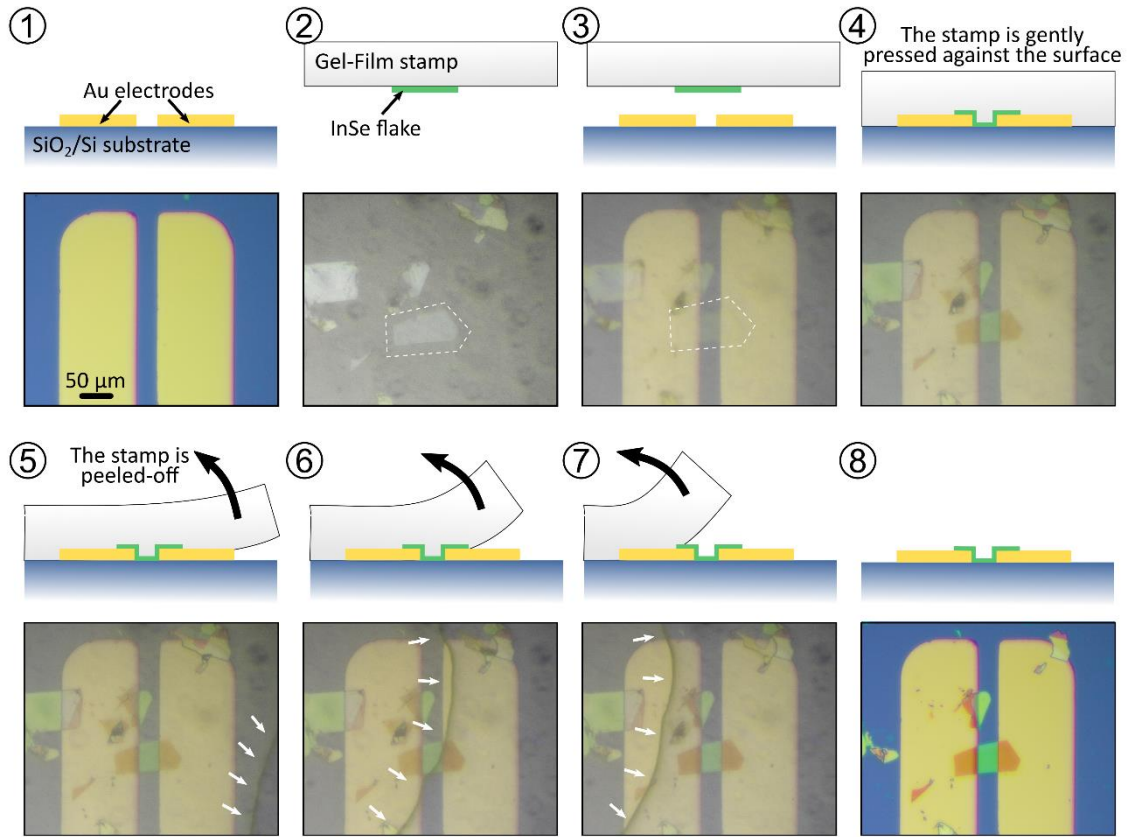 ①
Au electrodes
SiO₂/Si substrate
50 µm
②
Gel-Film stamp
InSe flake
③
④
The stamp is gently
pressed against the surface
⑤
The stamp is
peeled-off
⑥
⑦
⑧